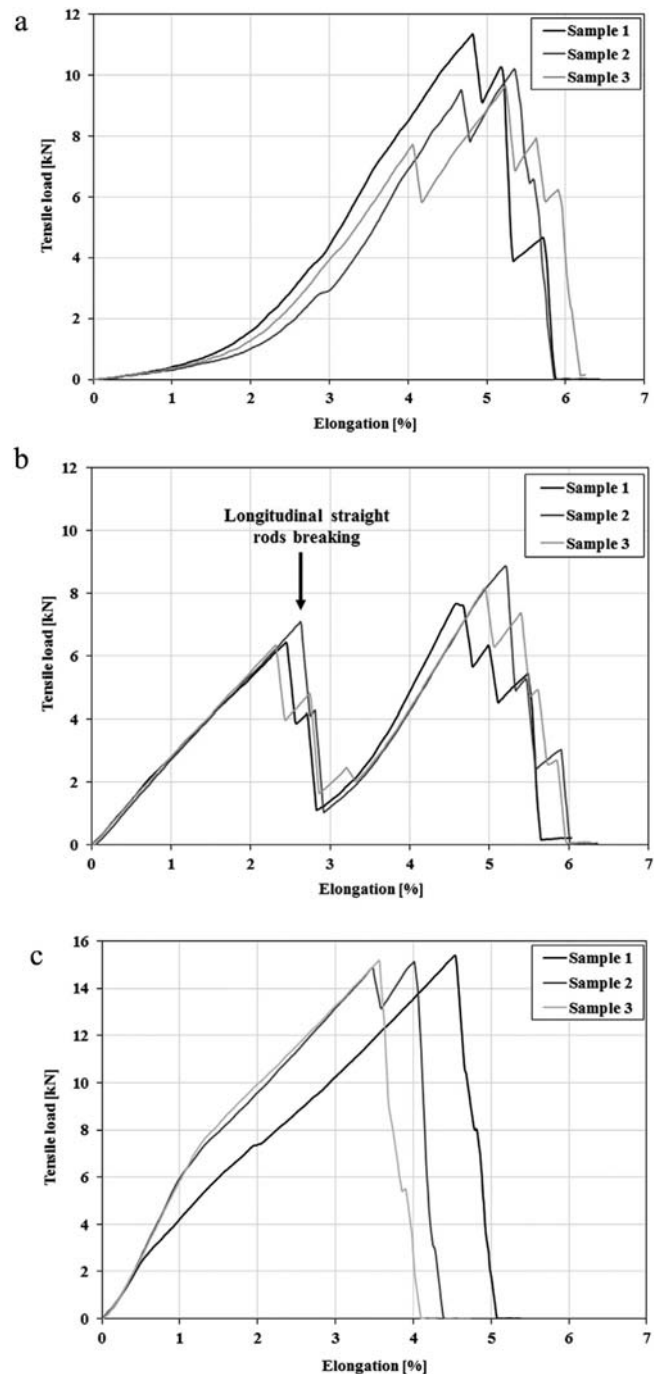 a
Tensile load [kN]
12
10
8
6
4
2
0
Sample 1
Sample 2
Sample 3
0 1 2 3 4 5 6 7
Elongation [%]
b
Tensile load [kN]
12
10
8
6
4
2
0
Longitudinal straight
rods breaking
Sample 1
Sample 2
Sample 3
0 1 2 3 4 5 6 7
Elongation [%]
c
Tensile load [kN]
16
14
12
10
8
6
4
2
0
Sample 1
Sample 2
Sample 3
0 1 2 3 4 5 6 7
Elongation [%]